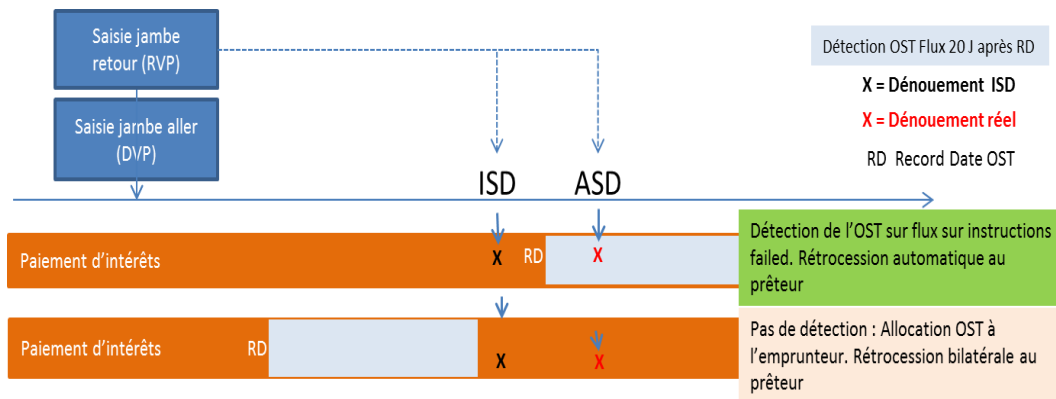 Saisie jambe
retour (RVP)
Saisie jambe aller
(DVP)
Détection OST Flux 20 J après RD
X = Dénouement ISD
X = Dénouement réel
RD Record Date OST
ISD
ASD
Paiement d'intérêts
X
RD
X
Détection de l'OST sur flux sur instructions
failed. Rétrocession automatique au
prêteur
Paiement d'intérêts
RD
X
X
Pas de détection : Allocation OST à
l'emprunteur. Rétrocession bilatérale au
prêteur